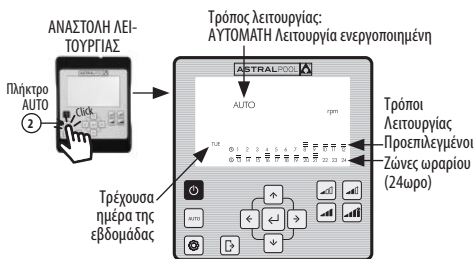 ΑΝΑΣΤΟΛΗ ΛΕΙ-
ΤΟΥΡΓΙΑΣ
Τρόπος λειτουργίας:
ΑΥΤΟΜΑΤΗ Λειτουργία ενεργοποιημένη
Πλήκτρο
AUTO
2
Click
ASTRALPOOL
AUTO
rpm
TUE
1 2 3 4 5 6 7 8 9 10 11 12
13 14 15 16 17 18 19 20 21 22 23 24
AUTO
Τρόποι
Λειτουργίας
Προεπιλεγμένοι
Ζώνες ωραρίου
(24ωρο)
Τρέχουσα
ημέρα της
εβδομάδας